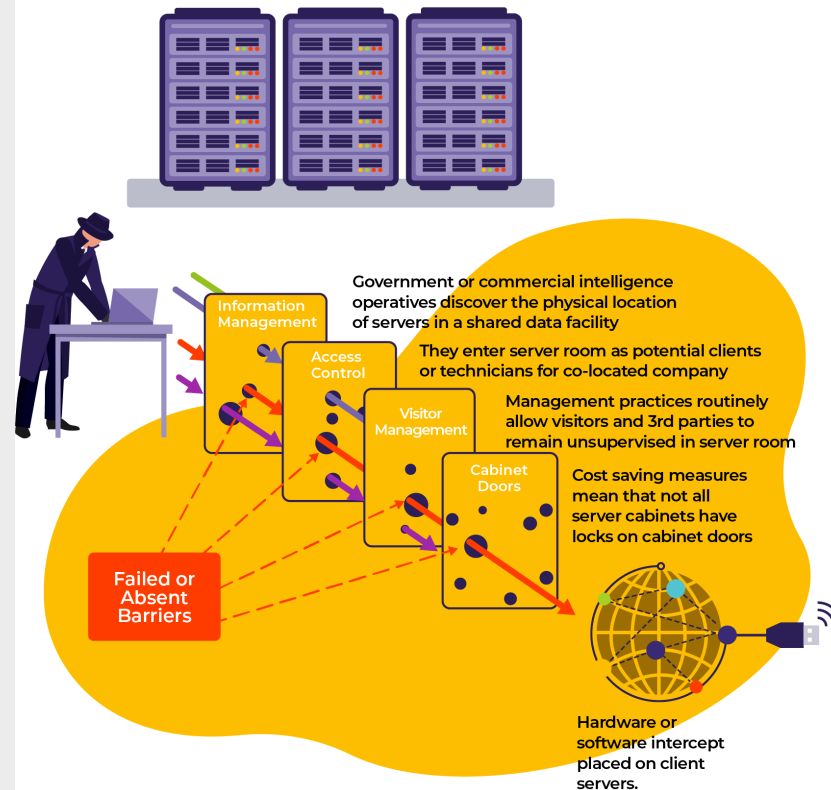 Government or commercial intelligence
operatives discover the physical location
of servers in a shared data facility
Information
Management
They enter server room as potential clients
or technicians for co-located company
Access
Control
Management practices routinely
allow visitors and 3rd parties to
remain unsupervised in server room
Visitor
Management
Cost saving measures
mean that not all
server cabinets have
locks on cabinet doors
Cabinet
Doors
Failed or
Absent
Barriers
Hardware or
software intercept
placed on client
servers.